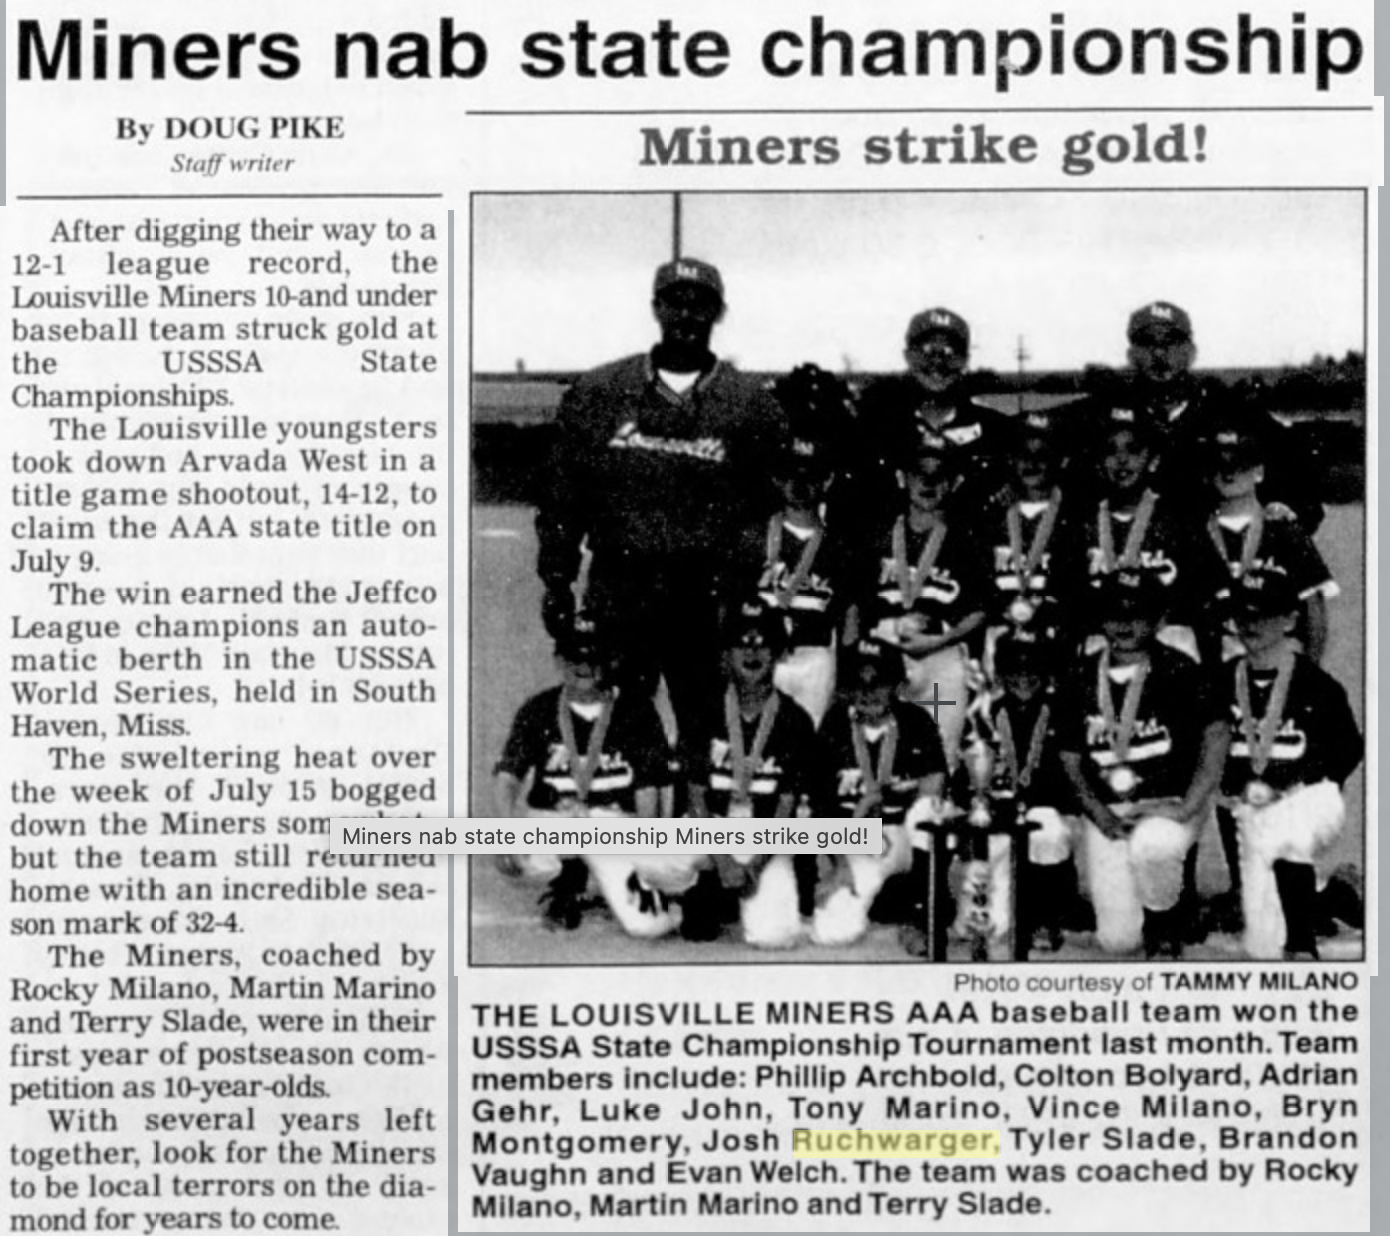 Miners nab state championship
By DOUG PIKE
Staff writer
After digging their way to a
12-1 league record, the
Louisville Miners 10-and under
baseball team struck gold at
the USSSA State
Championships.
The Louisville youngsters
took down Arvada West in a
title game shootout, 14-12, to
claim the AAA state title on
July 9.
The win earned the Jeffco
League champions an auto-
matic berth in the USSSA
World Series, held in South
Haven, Miss.
The sweltering heat over
the week of July 15 bogged
down the Miners
but the team still returned
home with an incredible sea-
son mark of 32-4.
The Miners, coached by
Rocky Milano, Martin Marino
and Terry Slade, were in their
first year of postseason com-
petition as 10-year-olds.
With several years left
together, look for the Miners
to be local terrors on the dia-
mond for years to come.
Miners strike gold!
Louisville
Miners nab state championship Miners strike gold!
Photo courtesy of TAMMY MILANO
THE LOUISVILLE MINERS AAA baseball team won the
USSSA State Championship Tournament last month. Team
members include: Phillip Archbold, Colton Bolyard, Adrian
Gehr, Luke John, Tony Marino, Vince Milano, Bryn
Montgomery, Josh Ruchwarger, Tyler Slade, Brandon
Vaughn and Evan Welch. The team was coached by Rocky
Milano, Martin Marino and Terry Slade.